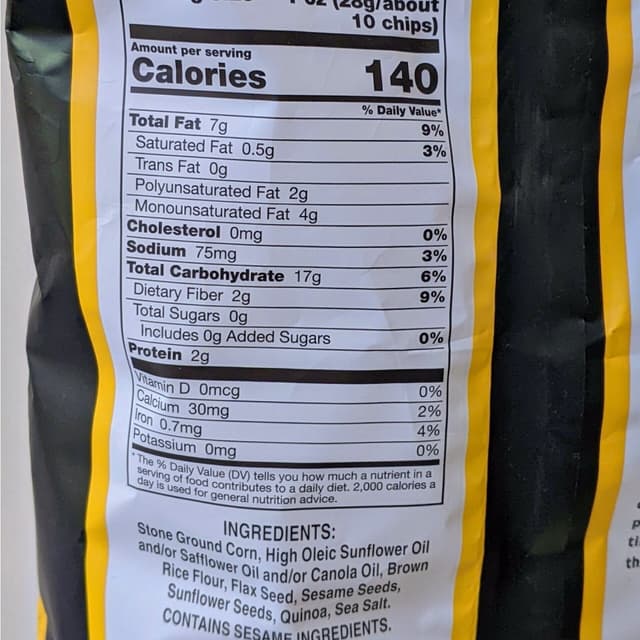 1 oz (28g/about
10 chips)
Amount per serving
Calories 140
% Daily Value*
Total Fat 7g 9%
Saturated Fat 0.5g 3%
Trans Fat 0g
Polyunsaturated Fat 2g
Monounsaturated Fat 4g
Cholesterol 0mg 0%
Sodium 75mg 3%
Total Carbohydrate 17g 6%
Dietary Fiber 2g 9%
Total Sugars 0g
Includes 0g Added Sugars 0%
Protein 2g
Vitamin D 0mcg 0%
Calcium 30mg 2%
Iron 0.7mg 4%
Potassium 0mg 0%
*The % Daily Value (DV) tells you how much a nutrient in a
serving of food contributes to a daily diet. 2,000 calories a
day is used for general nutrition advice.
INGREDIENTS:
Stone Ground Corn, High Oleic Sunflower Oil
and/or Safflower Oil and/or Canola Oil, Brown
Rice Flour, Flax Seed, Sesame Seeds,
Sunflower Seeds, Quinoa, Sea Salt.
CONTAINS SESAME INGREDIENTS.